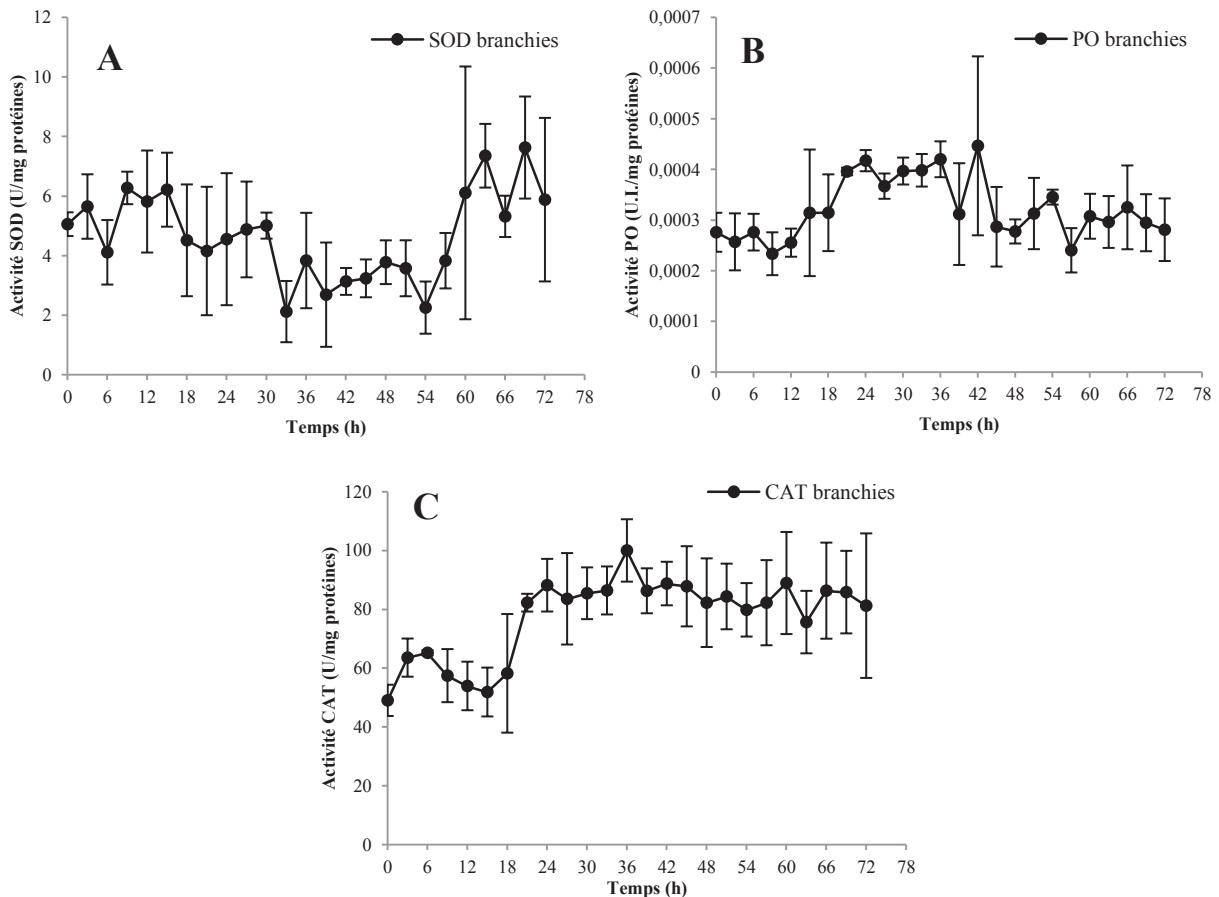 A
SOD branchies
Activité SOD (U/mg protéines)
12
10
8
6
4
2
0
0 6 12 18 24 30 36 42 48 54 60 66 72 78
Temps (h)
B
PO branchies
Activité PO (U.I./mg protéines)
0,0007
0,0006
0,0005
0,0004
0,0003
0,0002
0,0001
0
0 6 12 18 24 30 36 42 48 54 60 66 72 78
Temps (h)
C
CAT branchies
Activité CAT (U/mg protéines)
120
100
80
60
40
20
0
0 6 12 18 24 30 36 42 48 54 60 66 72 78
Temps (h)